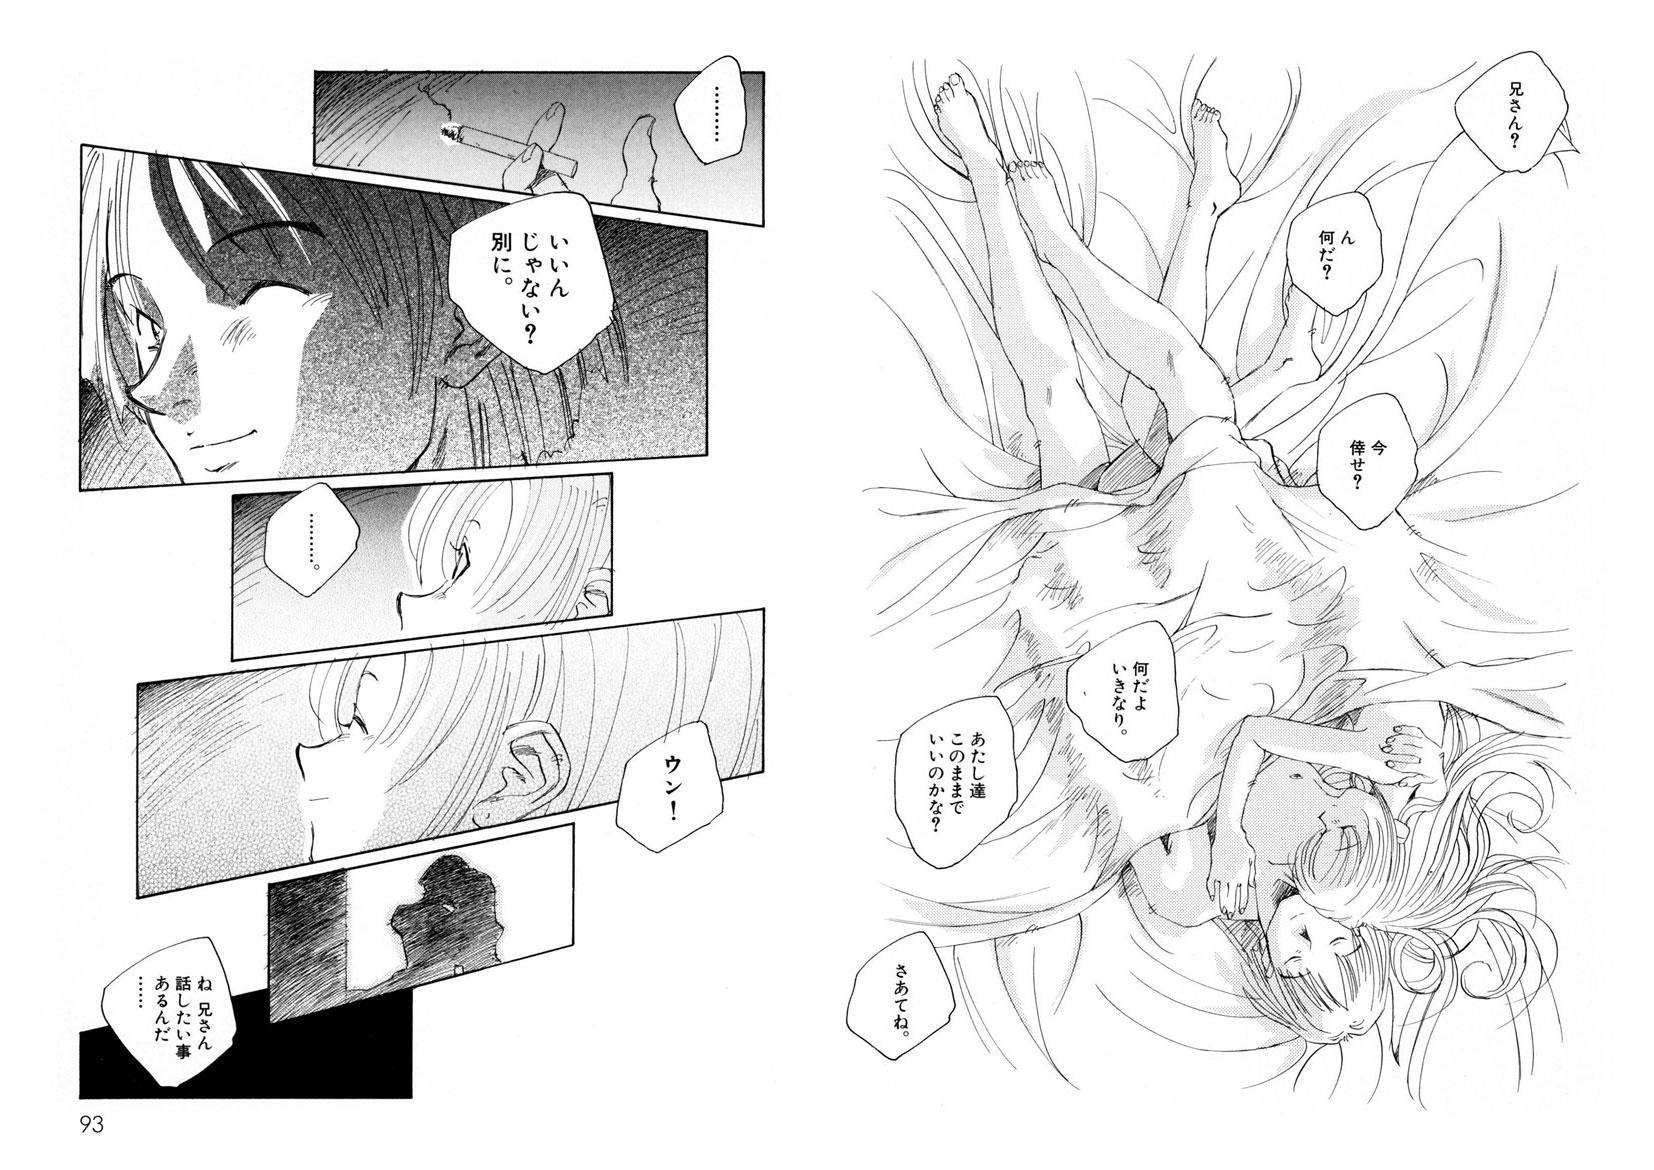 兄さん?
ん
何だ?
今
倖せ?
何だよ
いきなり。
あたし達
このままで
いいのかな?
さあてね。
………
いいん
じゃない?
別に。
………。
ウン!
ね 兄さん
話したい事
あるんだ
……
93